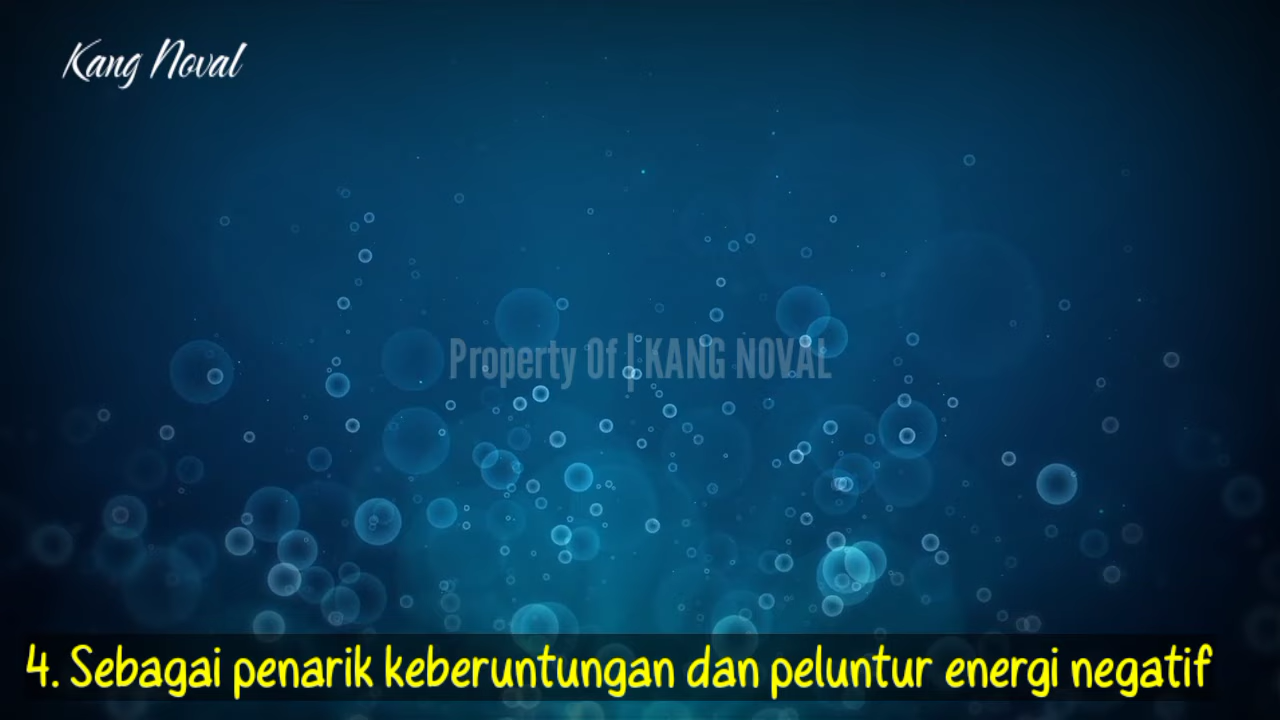 Kang Noval
Property Of | KANG NOVAL
4. Sebagai penarik keberuntungan dan peluntur energi negatif